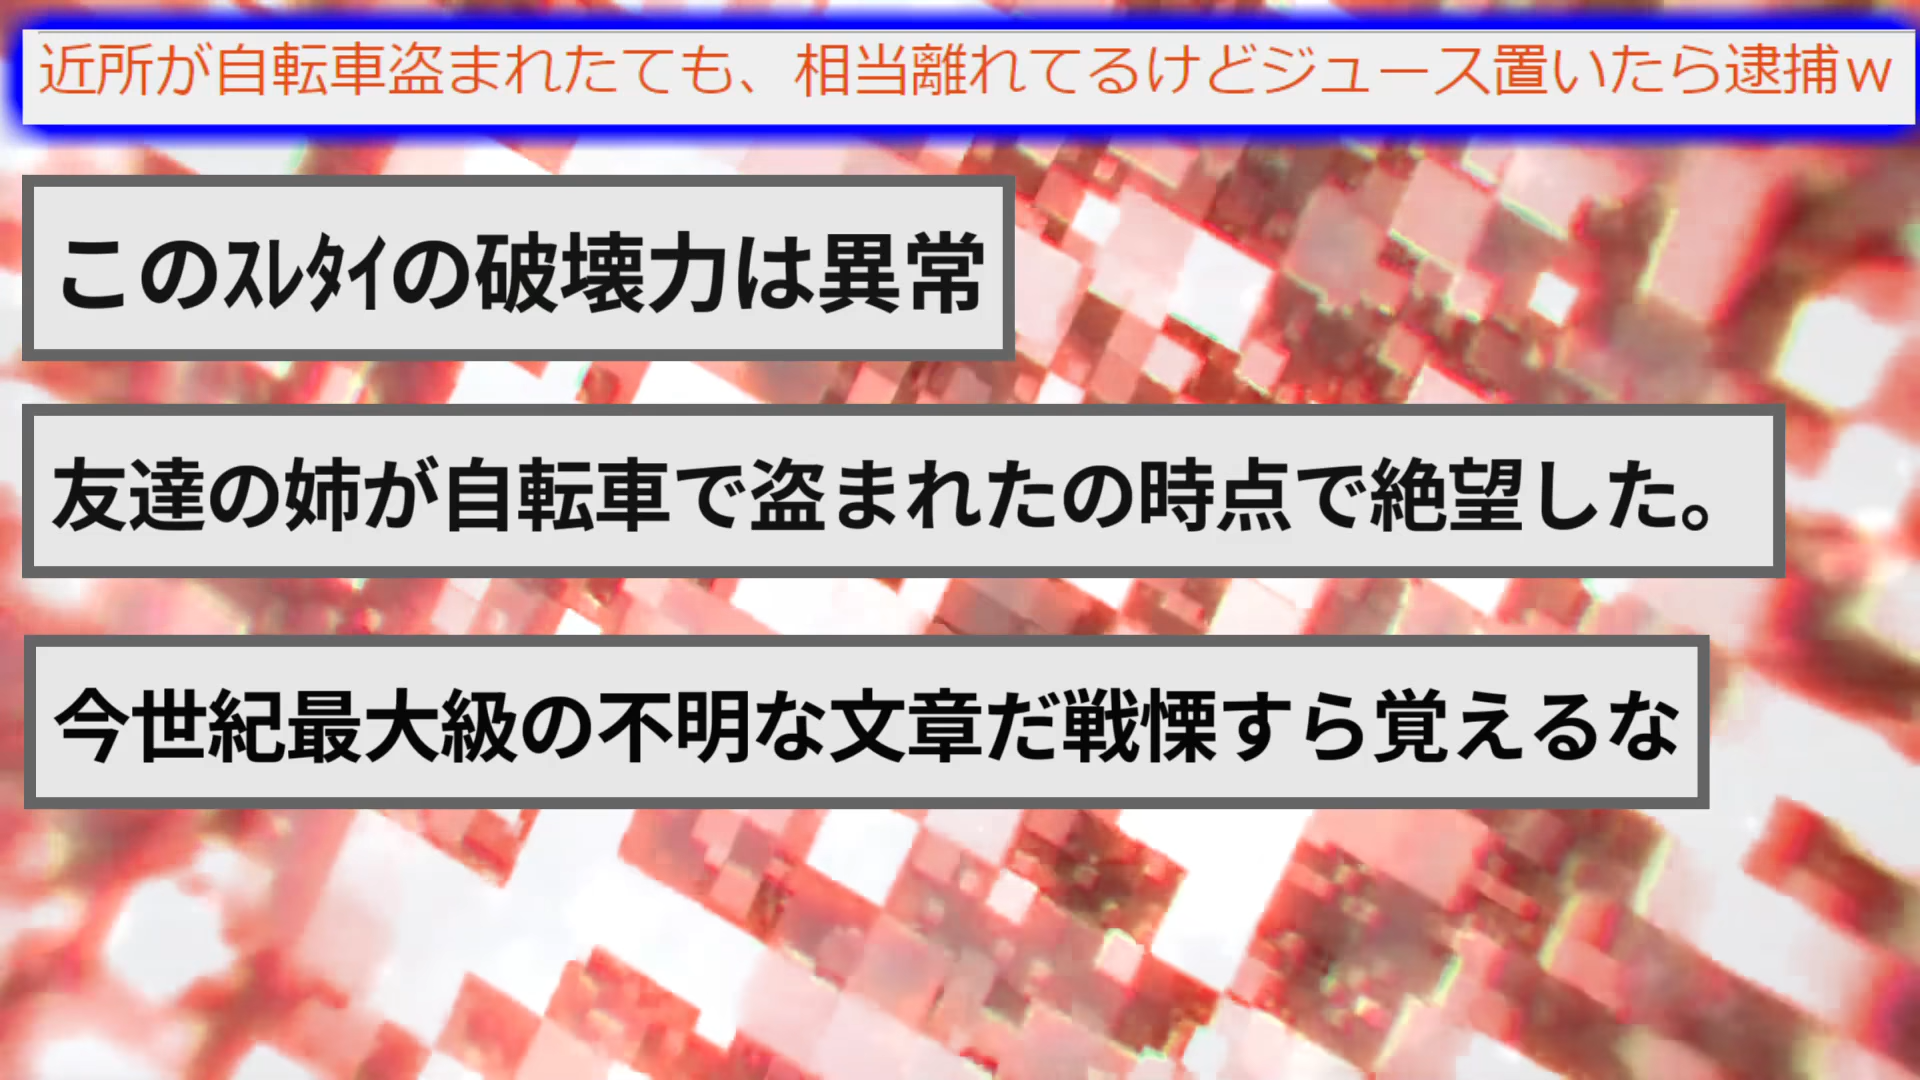 近所が自転車盗まれたても、相当離れてるけどジュース置いたら逮捕ｗ
このｽﾚﾀｲの破壊力は異常
友達の姉が自転車で盗まれたの時点で絶望した。
今世紀最大級の不明な文章だ戦慄すら覚えるな